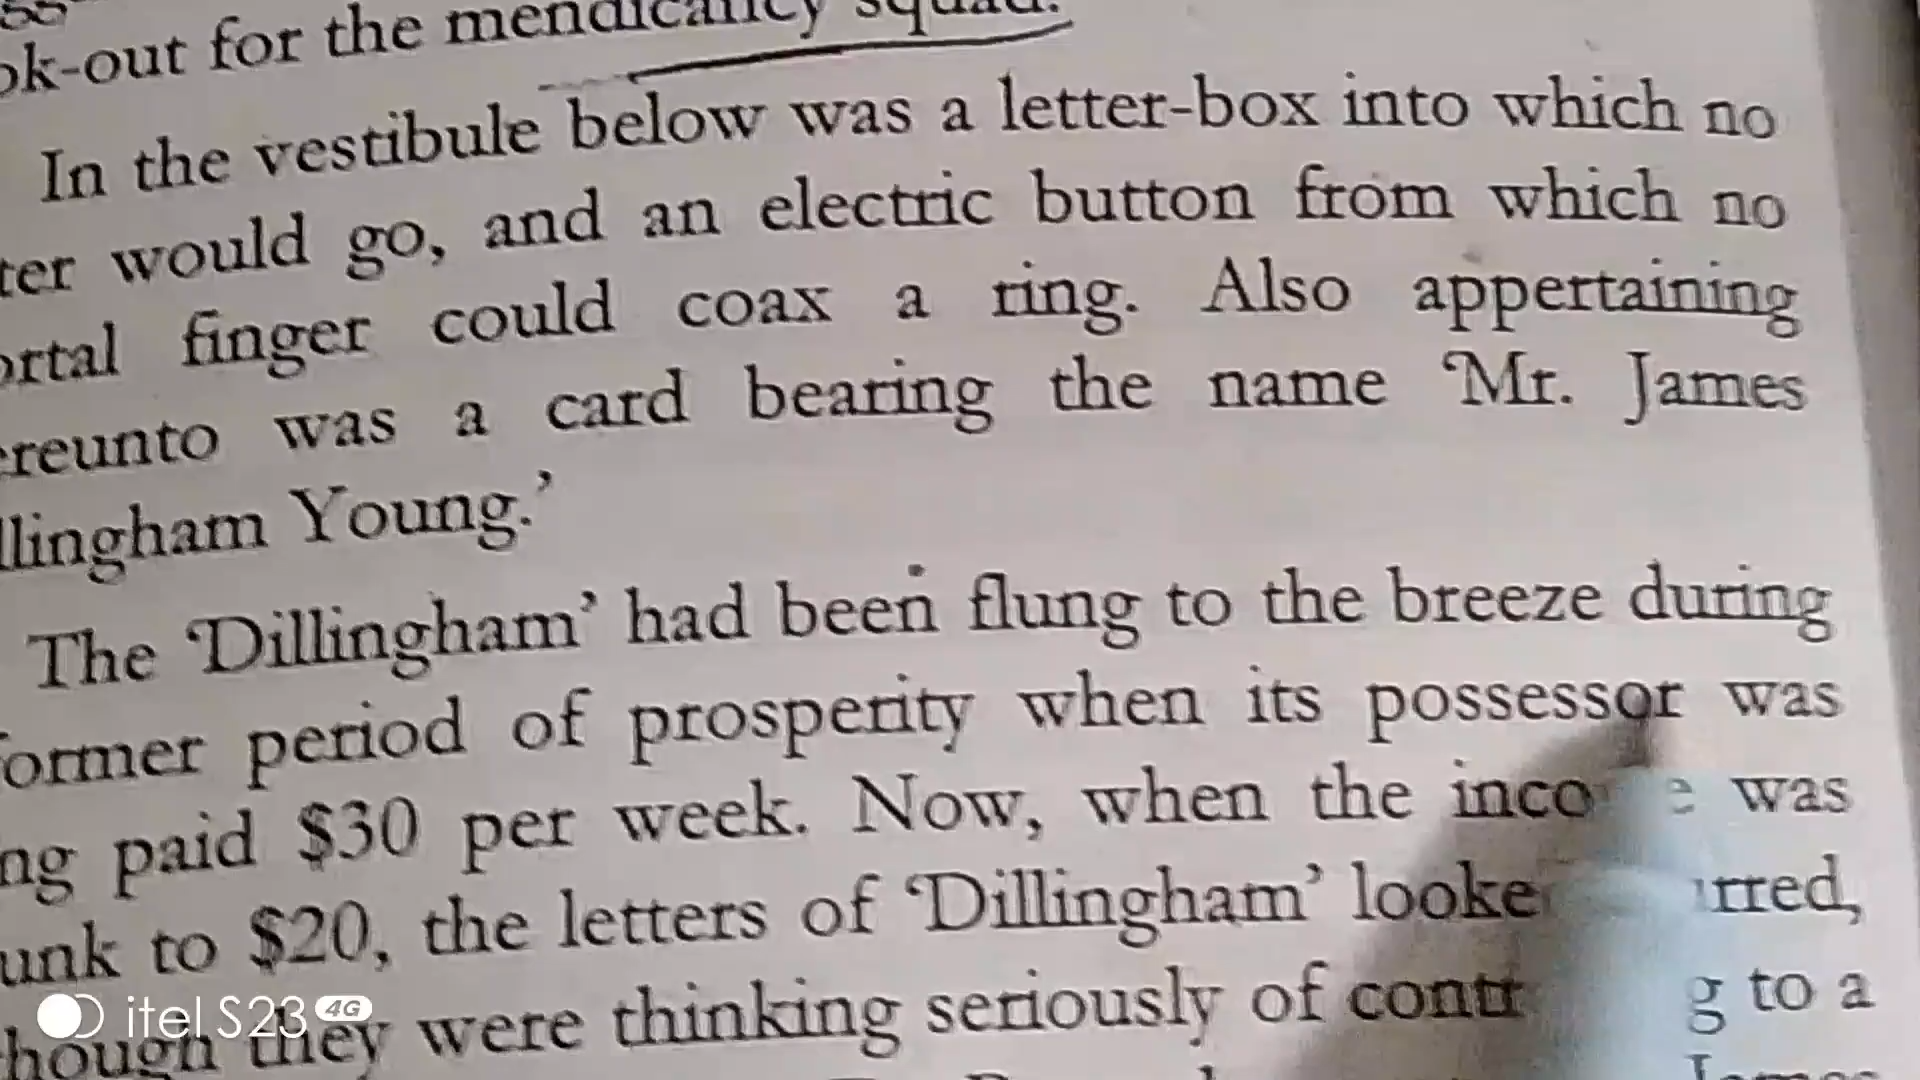 ok-out for the mendicancy squad.
In the vestibule below was a letter-box into which no
ter would go, and an electric button from which no
ortal finger could coax a ring. Also appertaining
ereunto was a card bearing the name 'Mr. James
llingham Young.'
The 'Dillingham' had been flung to the breeze during
ormer period of prosperity when its possessor was
ng paid $30 per week. Now, when the inco e was
unk to $20, the letters of 'Dillingham' looke rred,
hough they were thinking seriously of contr g to a
itel S23 4G